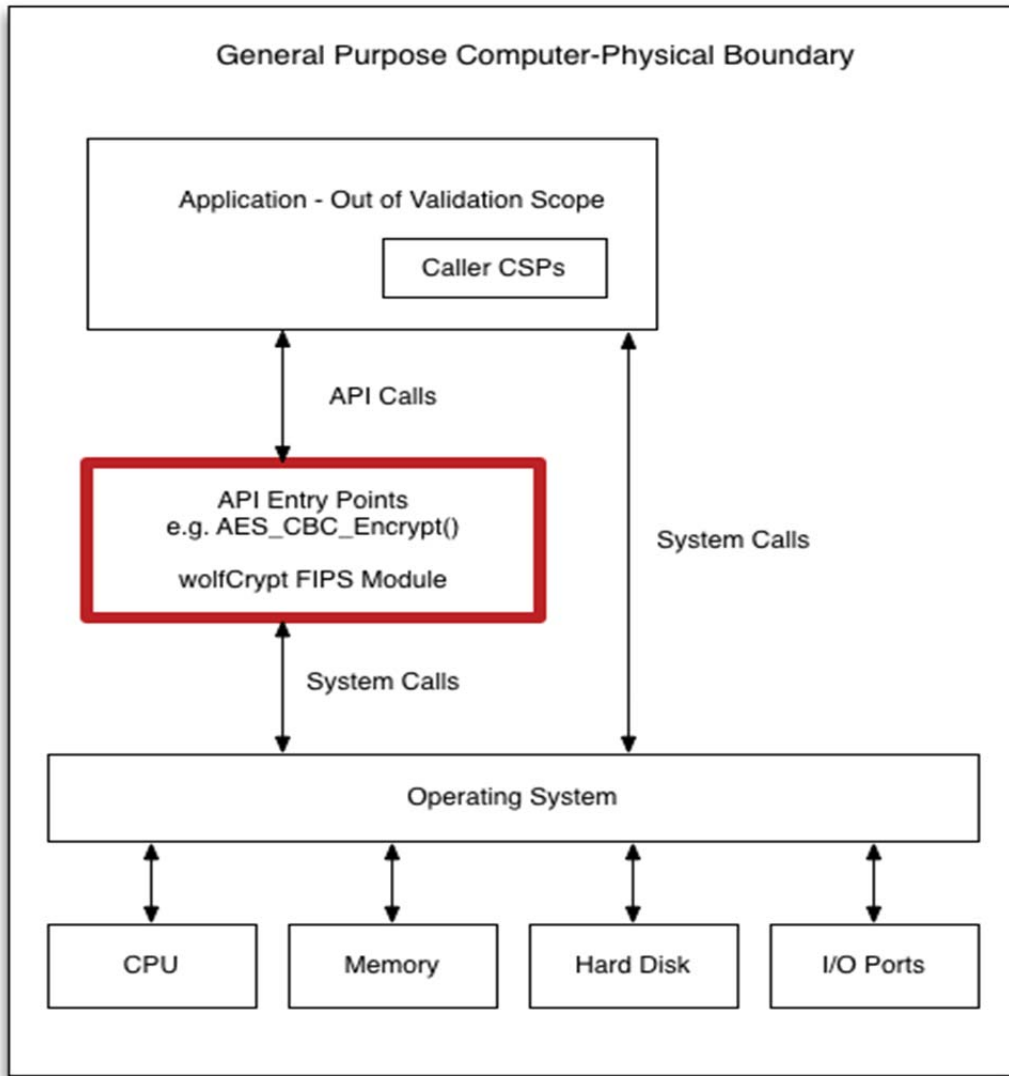 General Purpose Computer-Physical Boundary
Application - Out of Validation Scope
Caller CSPs
API Calls
API Entry Points
e.g. AES_CBC_Encrypt()
wolfCrypt FIPS Module
System Calls
System Calls
Operating System
CPU
Memory
Hard Disk
I/O Ports